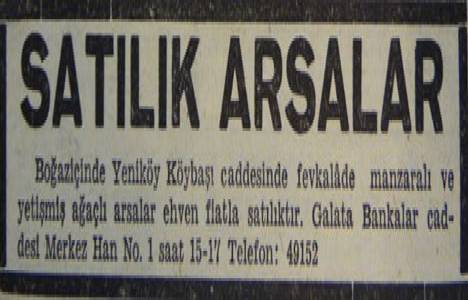 SATILIK ARSALAR
Boğaziçinde Yeniköy Köybaşı caddesinde fevkalâde manzaralı ve
yetişmiş ağaçlı arsalar ehven fiatla satılıktır. Galata Bankalar cad-
desi Merkez Han No. 1 saat 15-17 Telefon: 49152